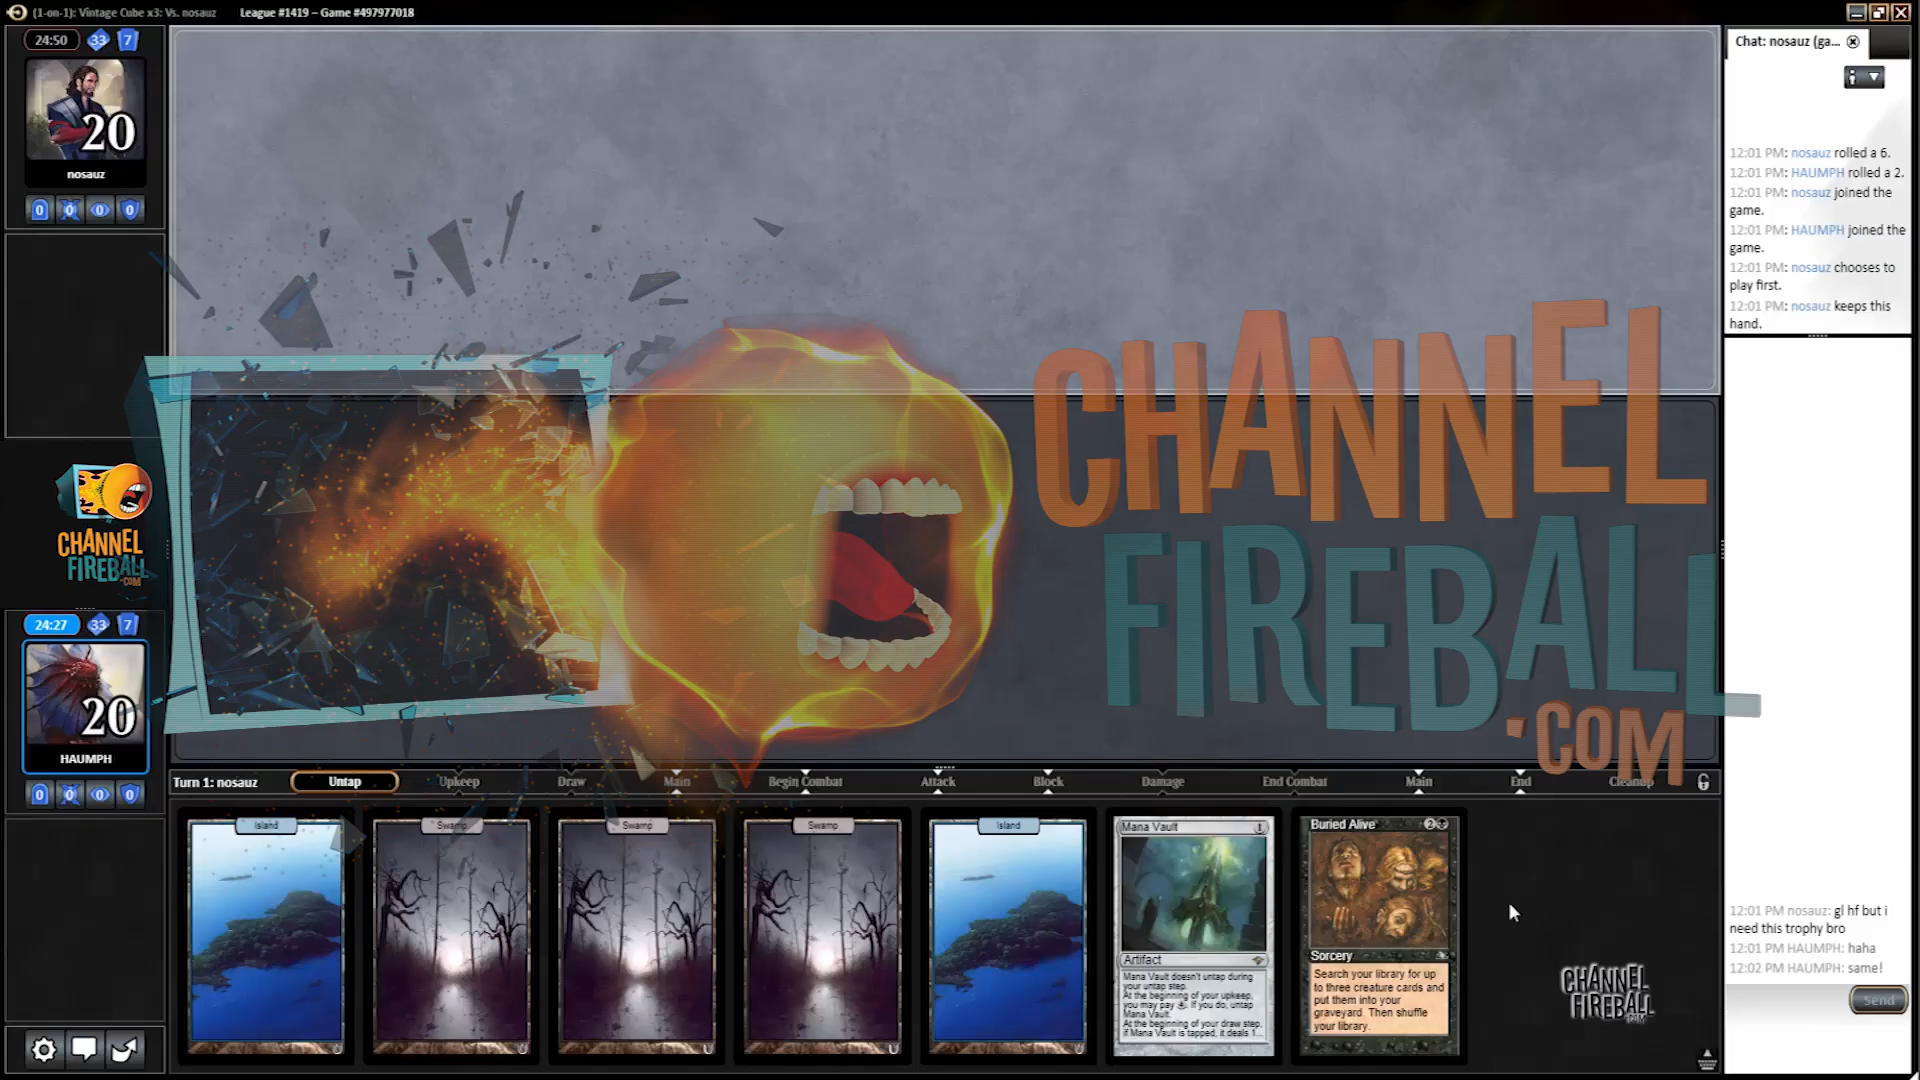 (1-on-1): Vintage Cube x3: Vs. nosauz
League #1419 – Game #497977018
24:50
33
7
20
nosauz
0
0
0
0
Chat: nosauz (ga...
12:01 PM: nosauz rolled a 6.
12:01 PM: HAUMPH rolled a 2.
12:01 PM: nosauz joined the
game.
12:01 PM: HAUMPH joined the
game.
12:01 PM: nosauz chooses to
play first.
12:01 PM: nosauz keeps this
hand.
CHANNEL
FIREBALL
.COM
CHANNEL
FIREBALL
.COM
24:27
33
7
20
HAUMPH
0
0
0
0
Turn 1: nosauz
Untap
Upkeep
Draw
Main
Begin Combat
Attack
Block
Damage
End Combat
Main
End
Cleanup
Island
Swamp
Swamp
Swamp
Island
Mana Vault
1
Artifact
Mana Vault doesn't untap during
your untap step.
At the beginning of your upkeep,
you may pay 4. If you do, untap
Mana Vault.
At the beginning of your draw step,
if Mana Vault is tapped, it deals 1...
Buried Alive
2
Sorcery
Search your library for up
to three creature cards and
put them into your
graveyard. Then shuffle
your library.
CHANNEL
FIREBALL
.COM
12:01 PM nosauz: gl hf but i
need this trophy bro
12:01 PM HAUMPH: haha
12:02 PM HAUMPH: same!
Send